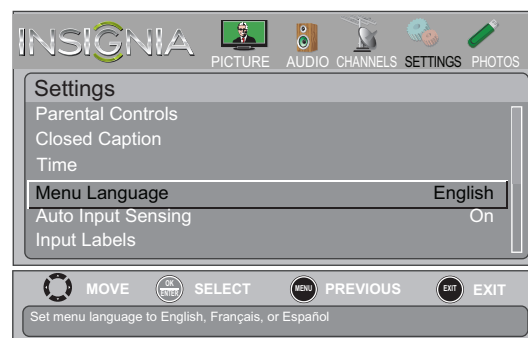 INSIGNIA
PICTURE AUDIO CHANNELS SETTINGS PHOTOS
Settings
Parental Controls
Closed Caption
Time
Menu Language English
Auto Input Sensing On
Input Labels
MOVE OK ENTER SELECT MENU PREVIOUS EXIT EXIT
Set menu language to English, Français, or Español